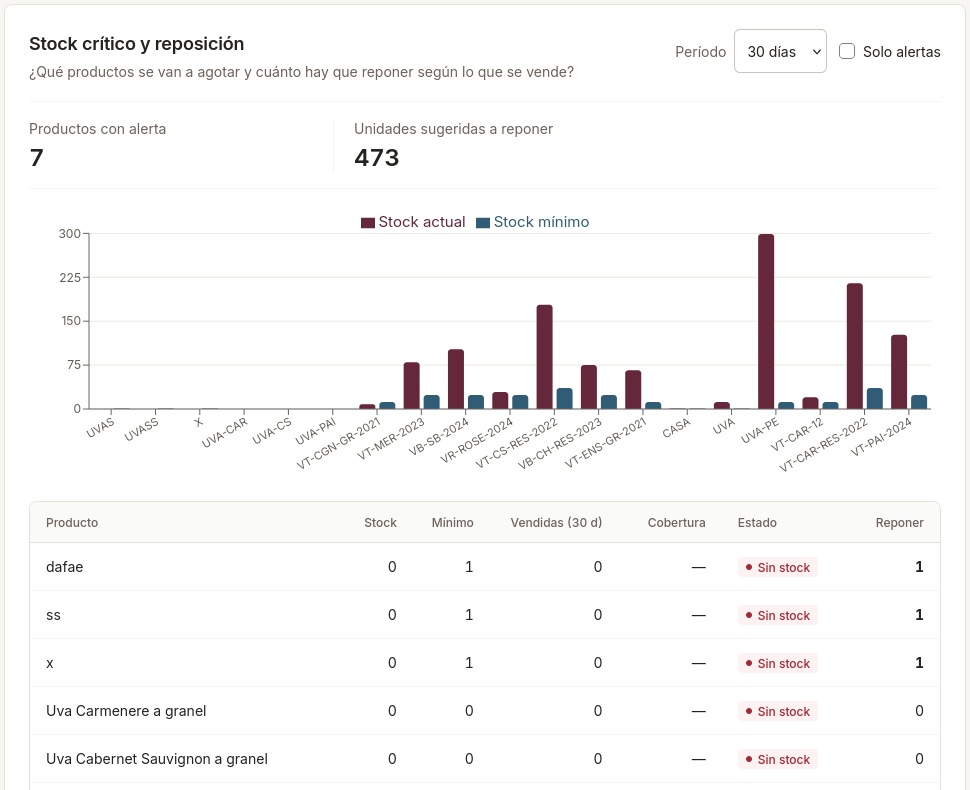 Stock crítico y reposición
¿Qué productos se van a agotar y cuánto hay que reponer según lo que se vende?
Período 30 días Solo alertas
Productos con alerta
7
Unidades sugeridas a reponer
473
Stock actual Stock mínimo
300
225
150
75
0
UVAS UVASS X UVA-CAR UVA-CS UVA-PAI VT-CGN-GR-2021 VT-MER-2023 VB-SB-2024 VR-ROSE-2024 VT-CS-RES-2022 VB-CH-RES-2023 VT-ENS-GR-2021 CASA UVA UVA-PE VT-CAR-12 VT-CAR-RES-2022 VT-PAI-2024
Producto Stock Mínimo Vendidas (30 d) Cobertura Estado Reponer
dafae 0 1 0 — Sin stock 1
ss 0 1 0 — Sin stock 1
x 0 1 0 — Sin stock 1
Uva Carmenere a granel 0 0 0 — Sin stock 0
Uva Cabernet Sauvignon a granel 0 0 0 — Sin stock 0